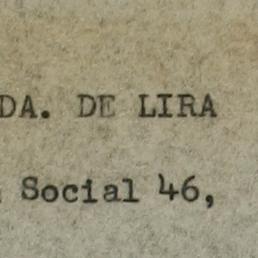 DA. DE LIRA
Social 46,